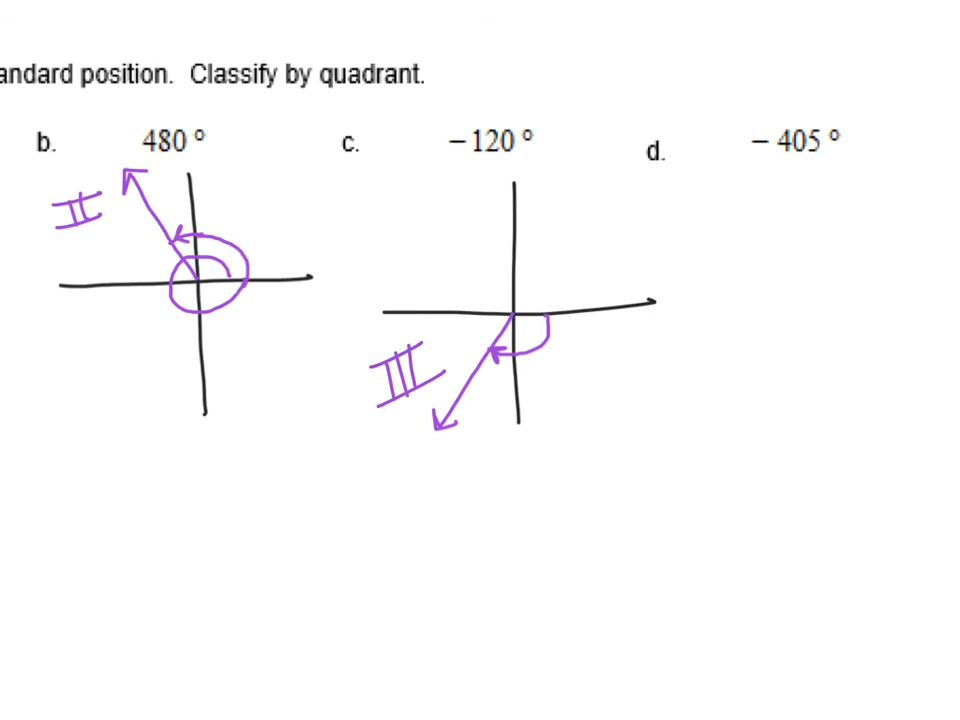 andard position. Classify by quadrant.
b. 480 °
c. – 120 °
d. – 405 °
II
III